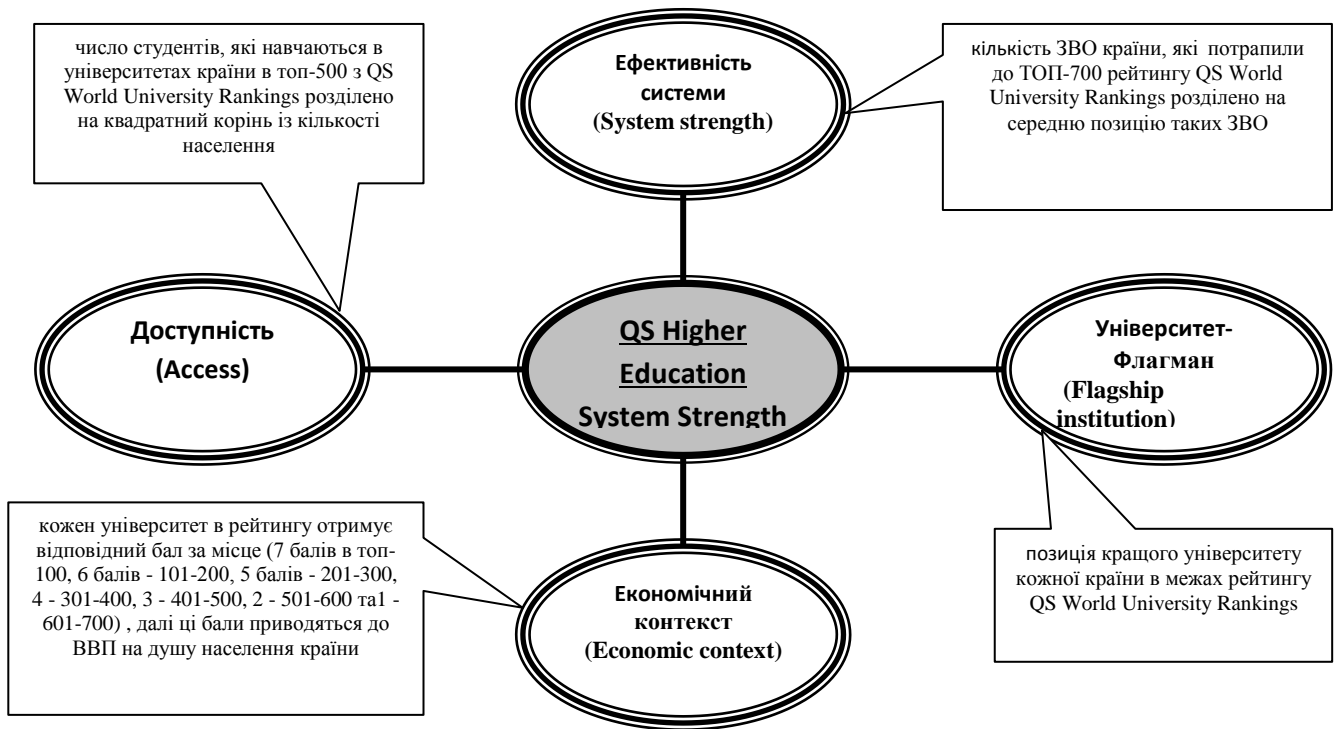 число студентів, які навчаються в
університетах країни в топ-500 з QS
World University Rankings розділено
на квадратний корінь із кількості
населення
Ефективність
системи
(System strength)
кількість ЗВО країни, які потрапили
до ТОП-700 рейтингу QS World
University Rankings розділено на
середню позицію таких ЗВО
Доступність
(Access)
QS Higher
Education
System Strength
Університет-
Флагман
(Flagship
institution)
кожен університет в рейтингу отримує
відповідний бал за місце (7 балів в топ-
100, 6 балів - 101-200, 5 балів - 201-300,
4 - 301-400, 3 - 401-500, 2 - 501-600 та1 -
601-700) , далі ці бали приводяться до
ВВП на душу населення країни
Економічний
контекст
(Economic context)
позиція кращого університету
кожної країни в межах рейтингу
QS World University Rankings